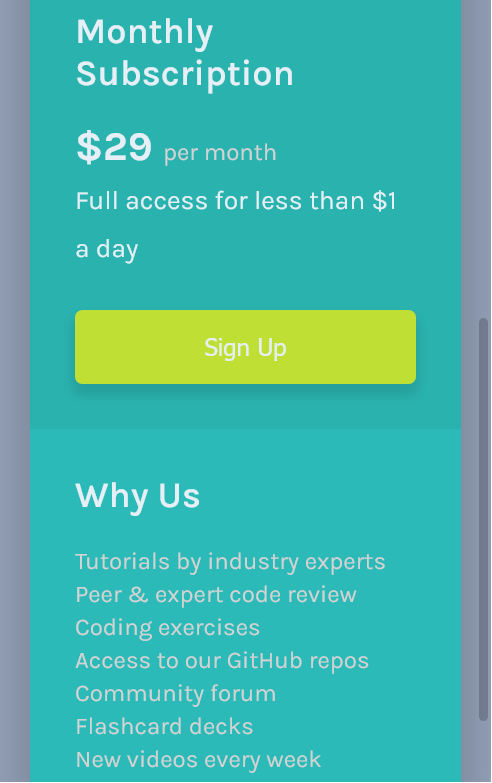 Monthly
Subscription
$29 per month
Full access for less than $1
a day
Sign Up
Why Us
Tutorials by industry experts
Peer & expert code review
Coding exercises
Access to our GitHub repos
Community forum
Flashcard decks
New videos every week